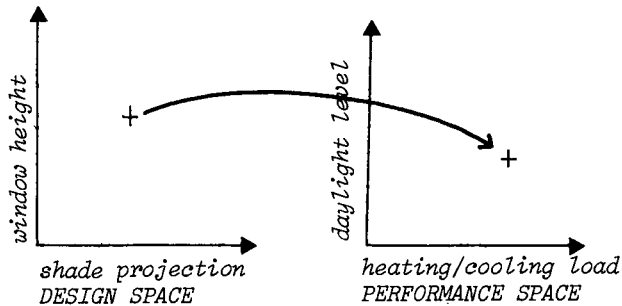 window height
shade projection
DESIGN SPACE
daylight level
heating/cooling load
PERFORMANCE SPACE